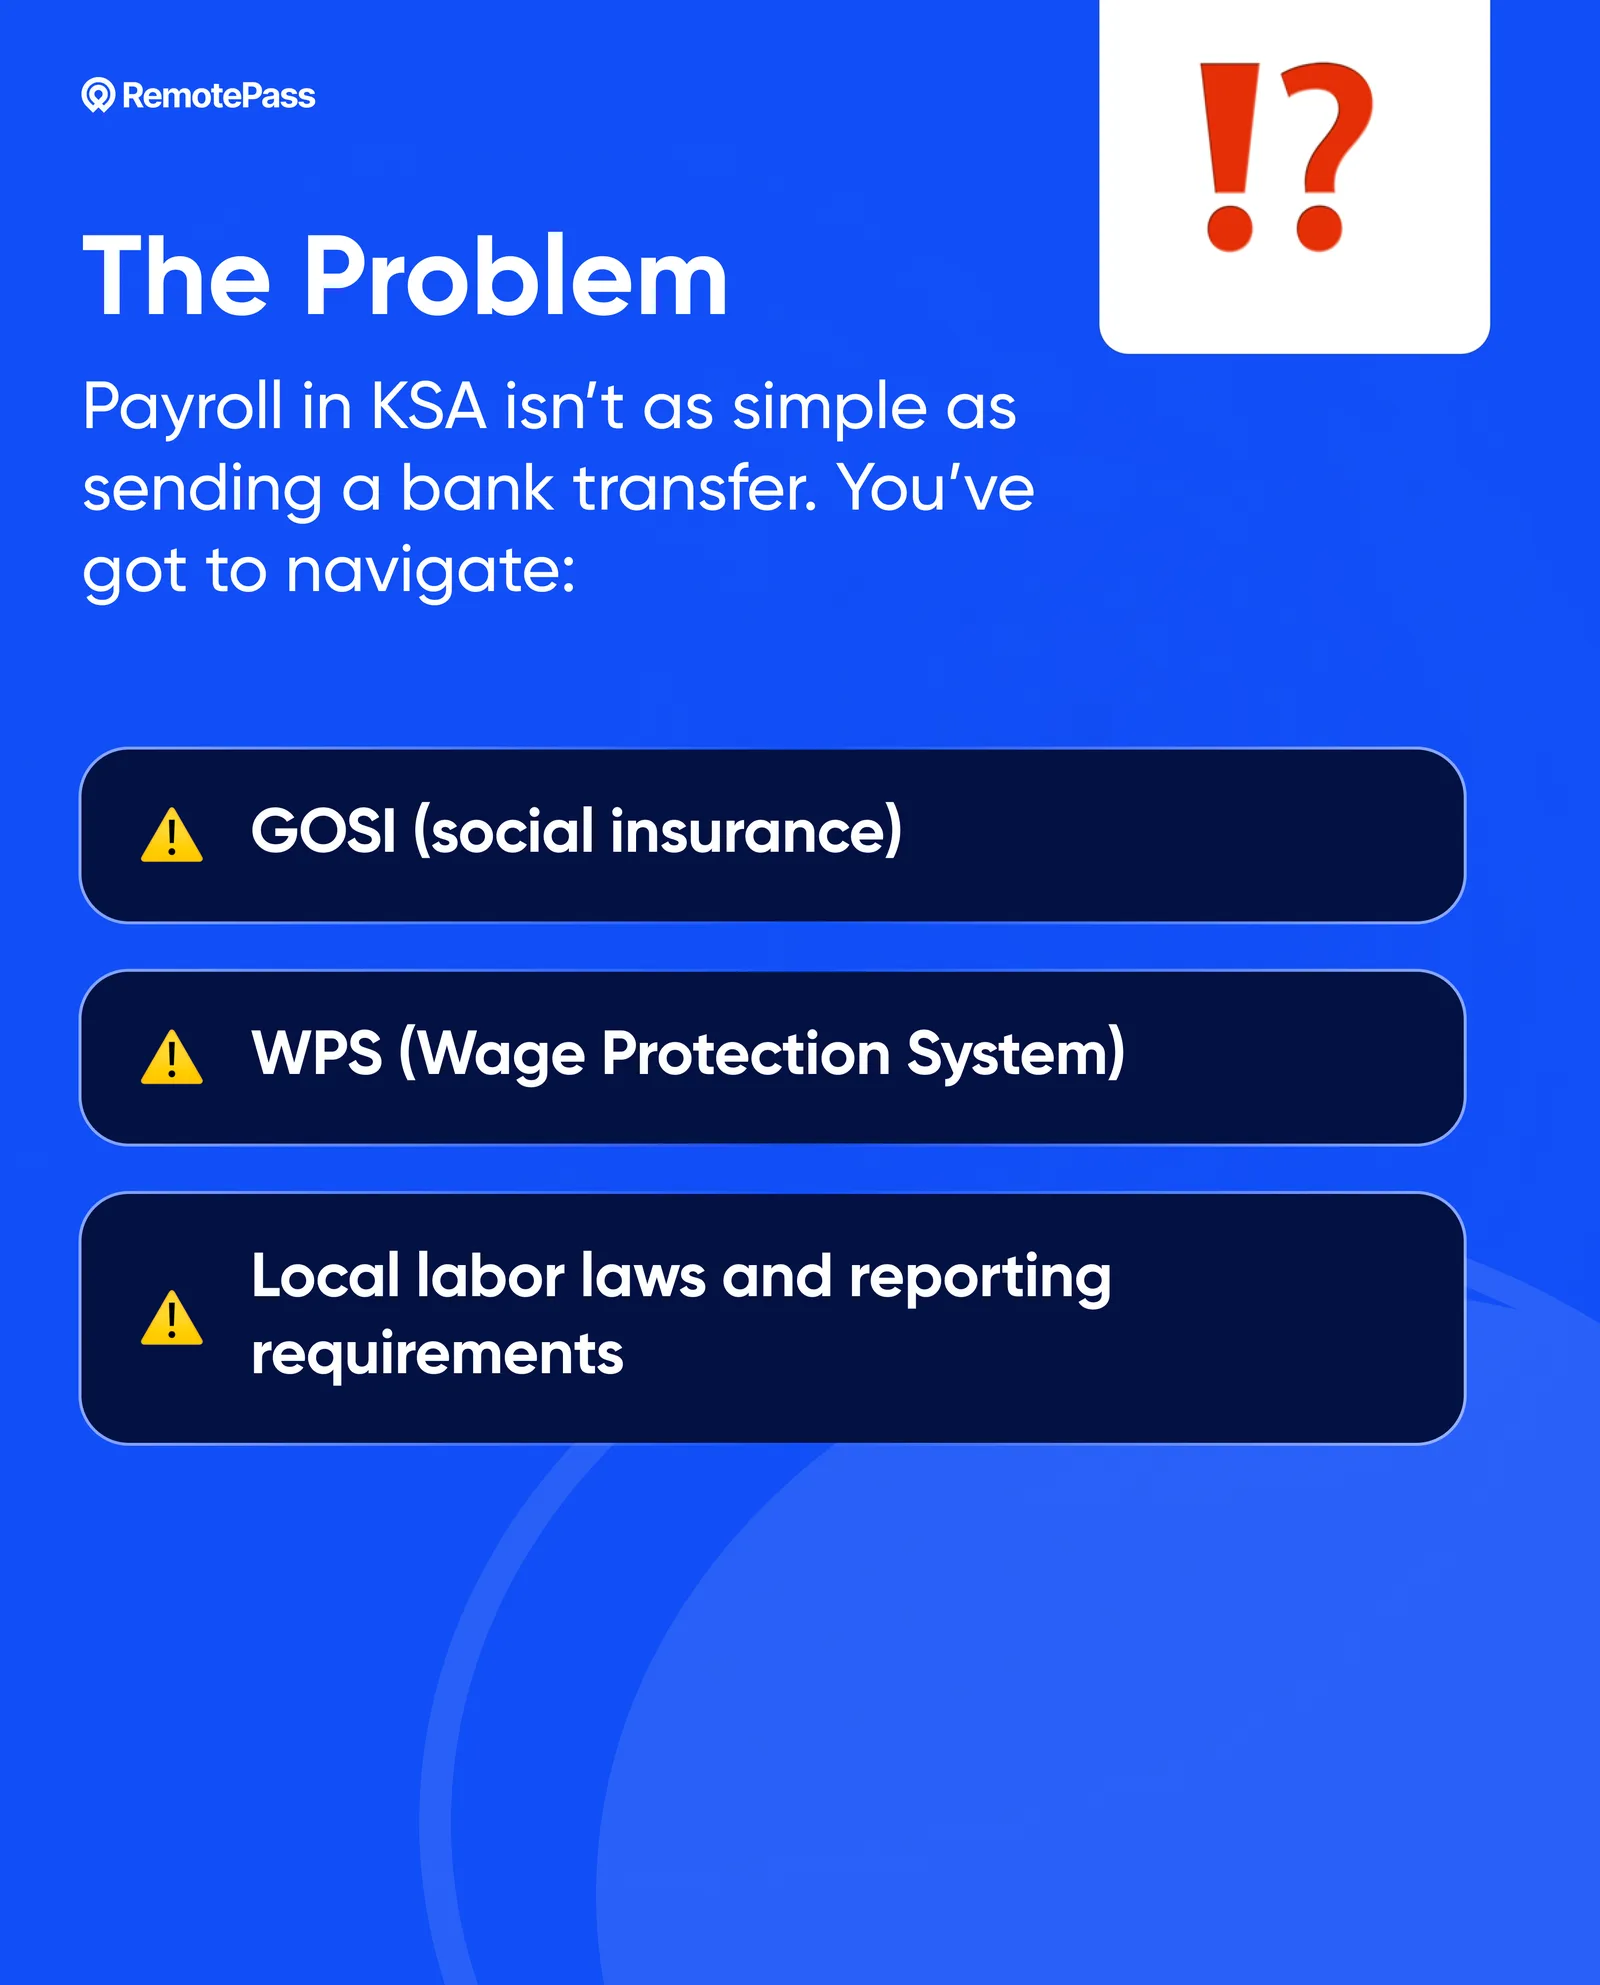 RemotePass
⁉️
The Problem
Payroll in KSA isn’t as simple as
sending a bank transfer. You’ve
got to navigate:
⚠️ GOSI (social insurance)
⚠️ WPS (Wage Protection System)
⚠️ Local labor laws and reporting
requirements